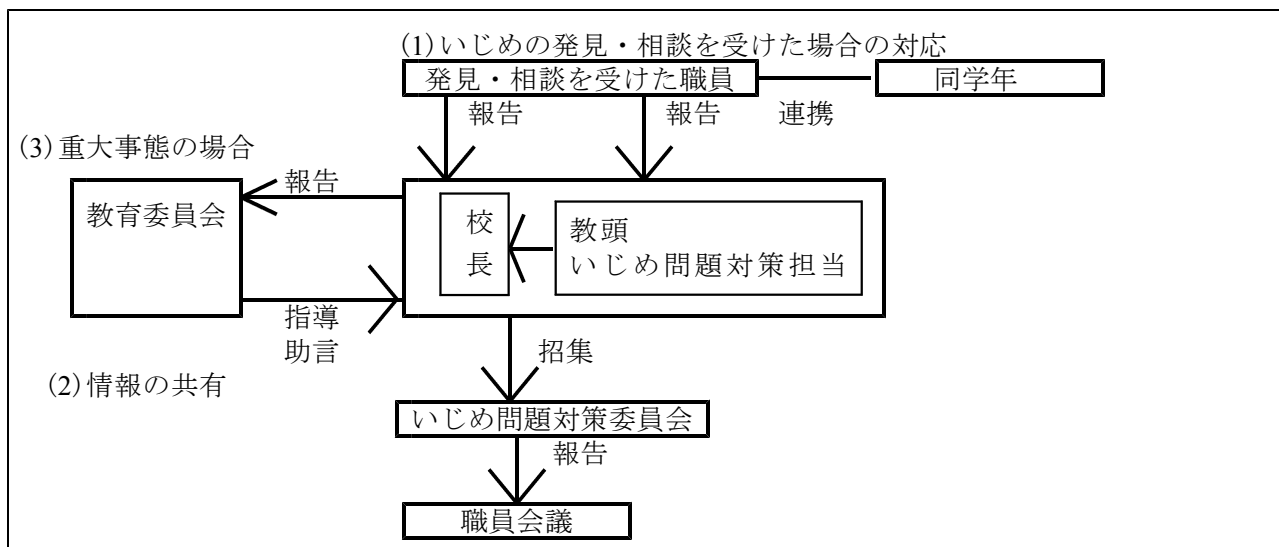 (1)いじめの発見・相談を受けた場合の対応
発見・相談を受けた職員
同学年
報告
報告
連携
(3)重大事態の場合
報告
教育委員会
校長
教頭
いじめ問題対策担当
指導
助言
招集
(2)情報の共有
いじめ問題対策委員会
報告
職員会議